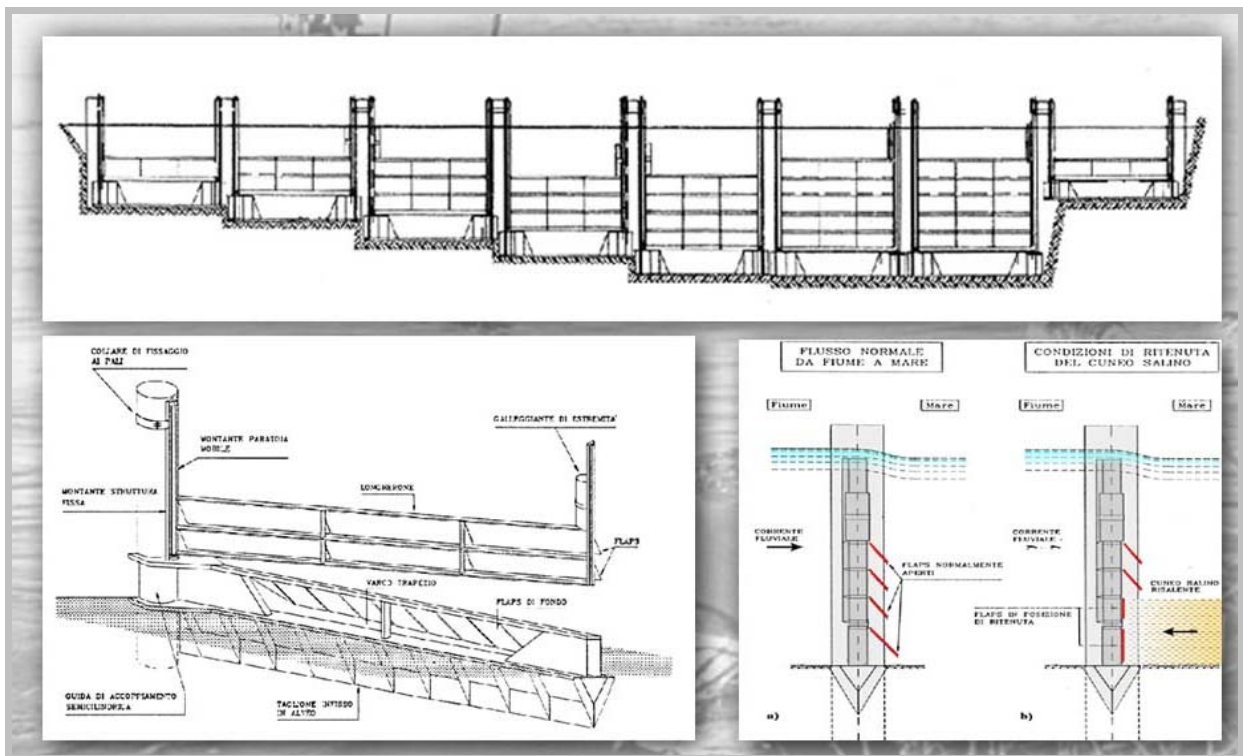 COLLARE DI FISSAGGIO
AI PALI
MONTANTE PARATOIA
MOBILE
GALLEGGIANTE DI ESTREMITA'
MONTANTE STRUTTURA
FISSA
LONGHERONE
FLAPS
VARCO TRAPEZIO
FLAPS DI FONDO
GUIDA DI ACCOPPIAMENTO
SEMICILINDRICA
TAGLIONE INFISSO
IN ALVEO
FLUSSO NORMALE
DA FIUME A MARE
Fiume
Mare
CORRENTE
FLUVIALE
FLAPS NORMALMENTE
APERTI
a)
CONDIZIONI DI RITENUTA
DEL CUNEO SALINO
Fiume
Mare
CORRENTE
FLUVIALE
CUNEO SALINO
RISALENTE
FLAPS IN POSIZIONE
DI RITENUTA
b)